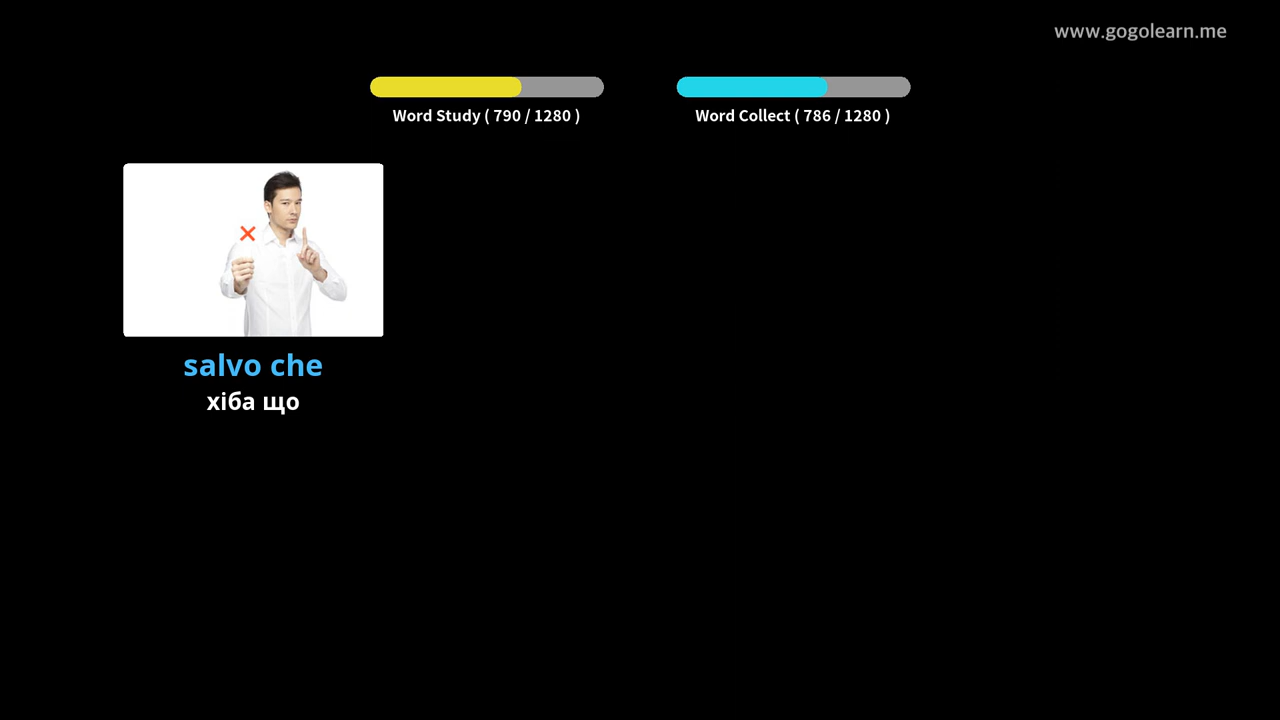 www.gogolearn.me
Word Study ( 790 / 1280 )
Word Collect ( 786 / 1280 )
salvo che
хіба що